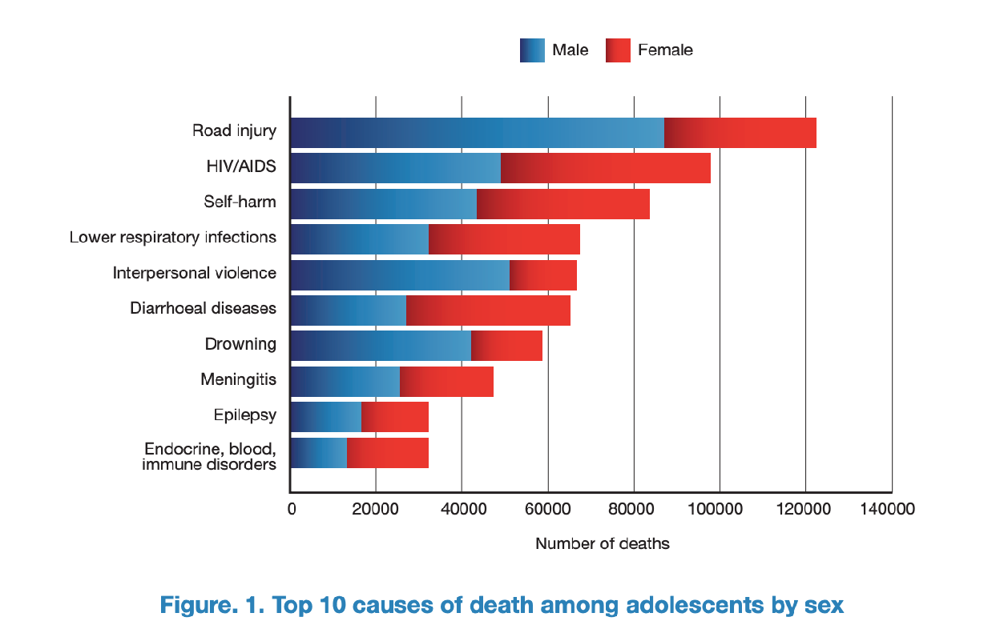 Male Female
Road injury
HIV/AIDS
Self-harm
Lower respiratory infections
Interpersonal violence
Diarrhoeal diseases
Drowning
Meningitis
Epilepsy
Endocrine, blood,
immune disorders
0 20000 40000 60000 80000 100000 120000 140000
Number of deaths
Figure. 1. Top 10 causes of death among adolescents by sex